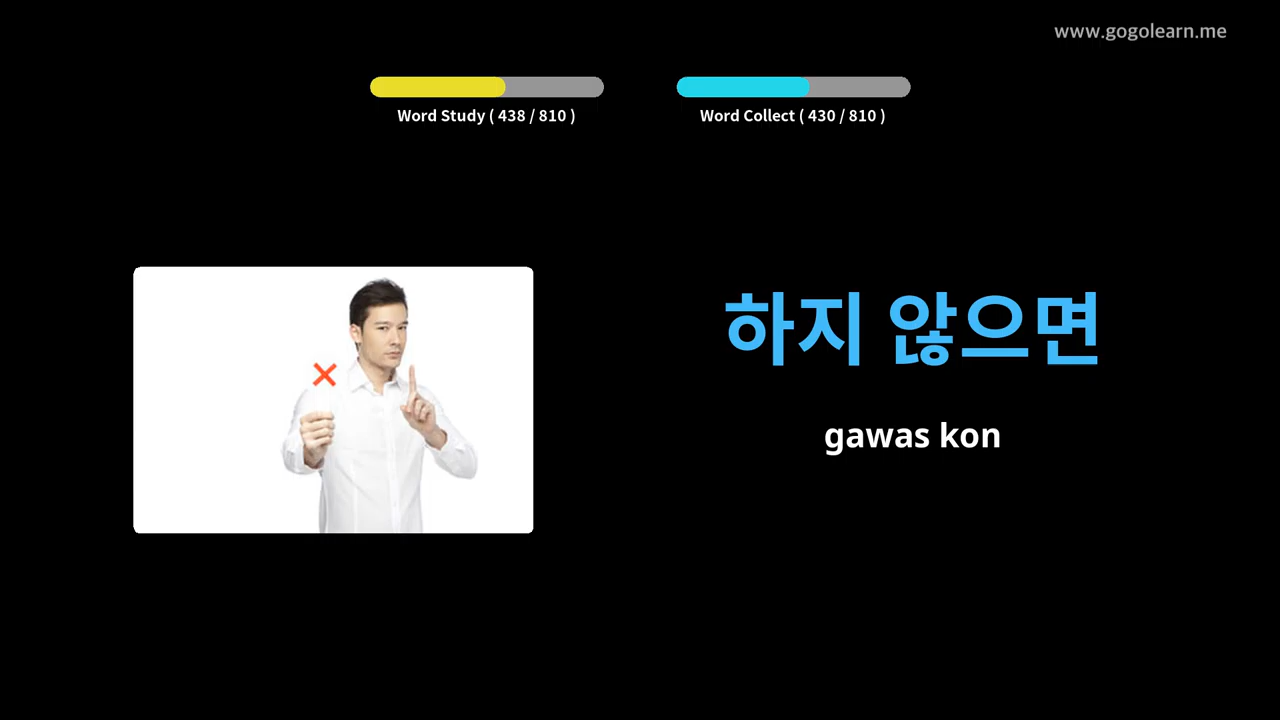 www.gogolearn.me
Word Study ( 438 / 810 )
Word Collect ( 430 / 810 )
하지 않으면
gawas kon